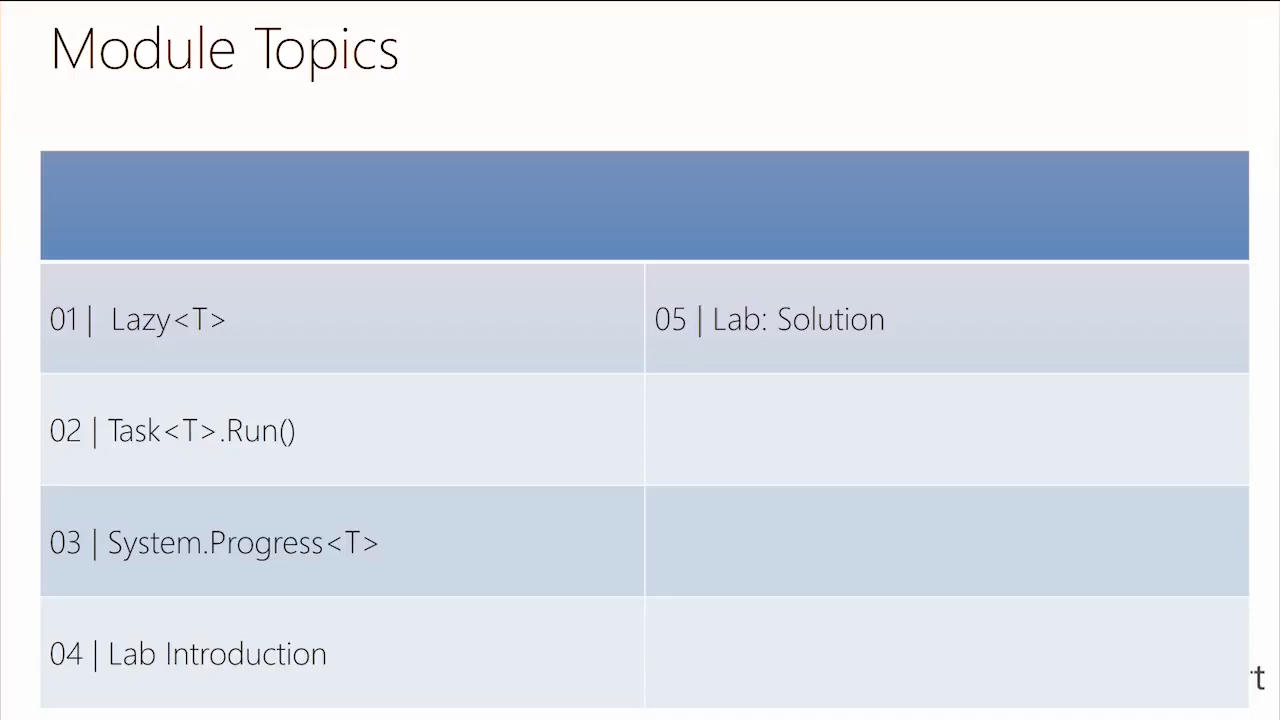 Module Topics
01 | Lazy<T>
05 | Lab: Solution
02 | Task<T>.Run()
03 | System.Progress<T>
04 | Lab Introduction